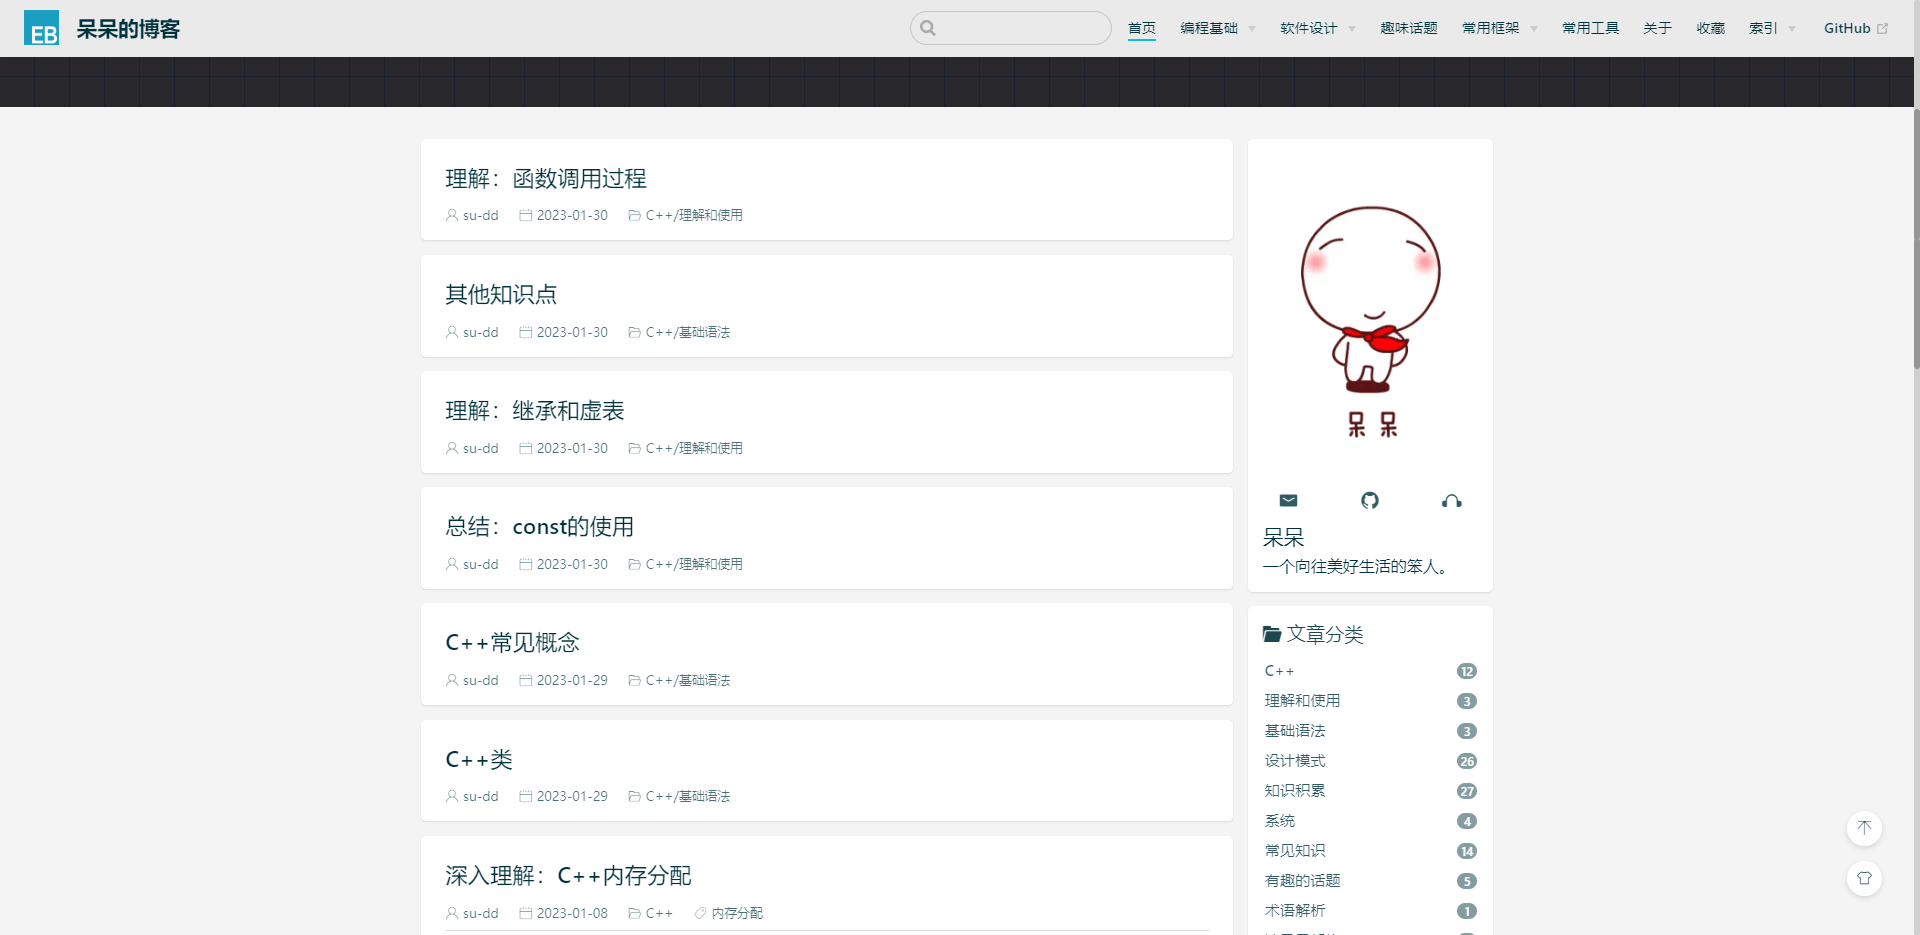 EB 呆呆的博客 首页 编程基础 软件设计 趣味话题 常用框架 常用工具 关于 收藏 索引 GitHub
理解：函数调用过程
su-dd 2023-01-30 C++/理解和使用
其他知识点
su-dd 2023-01-30 C++/基础语法
理解：继承和虚表
su-dd 2023-01-30 C++/理解和使用
总结：const的使用
su-dd 2023-01-30 C++/理解和使用
C++常见概念
su-dd 2023-01-29 C++/基础语法
C++类
su-dd 2023-01-29 C++/基础语法
深入理解：C++内存分配
su-dd 2023-01-08 C++ 内存分配
呆呆
呆呆
一个向往美好生活的笨人。
文章分类
C++ 12
理解和使用 3
基础语法 3
设计模式 26
知识积累 27
系统 4
常见知识 14
有趣的话题 5
术语解析 1